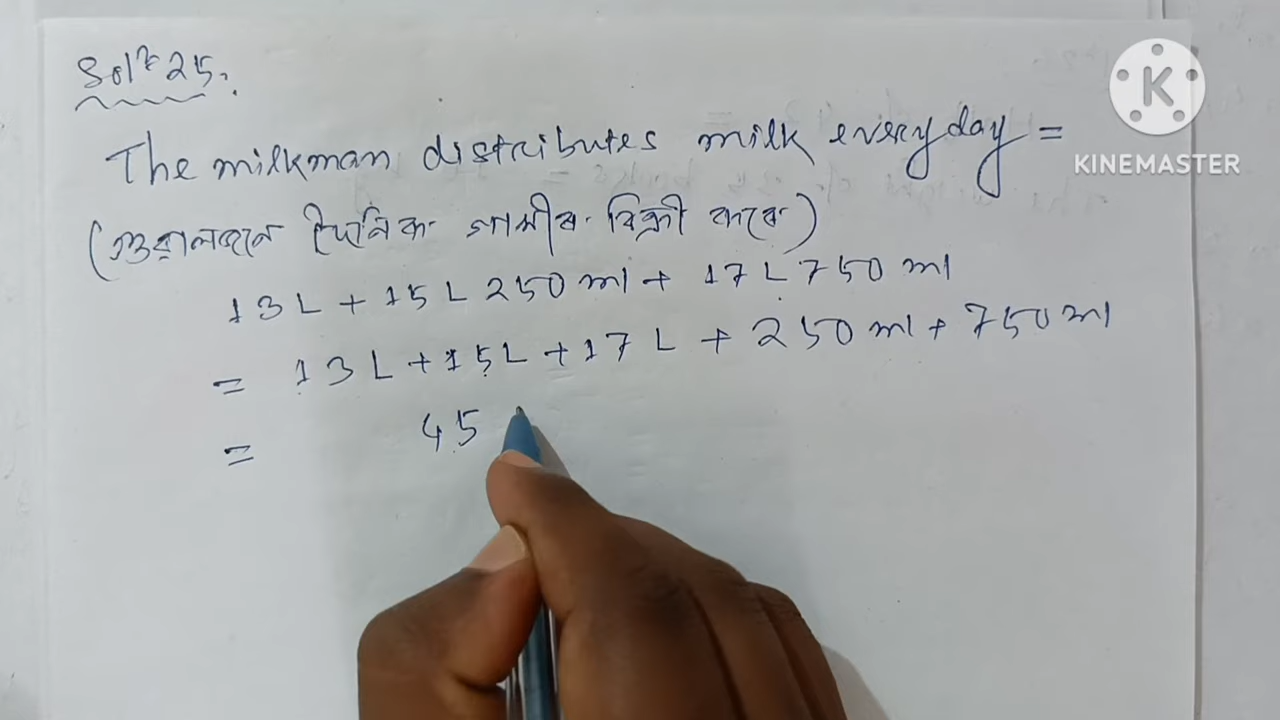 Solⁿ 25.
The milkman distributes milk everyday =
(গুৱালজনে দৈনিক গাখীৰ বিক্ৰী কৰে)
13 L + 15 L 250 ml + 17 L 750 ml
= 13 L + 15 L + 17 L + 250 ml + 750 ml
= 45
K
KINEMASTER